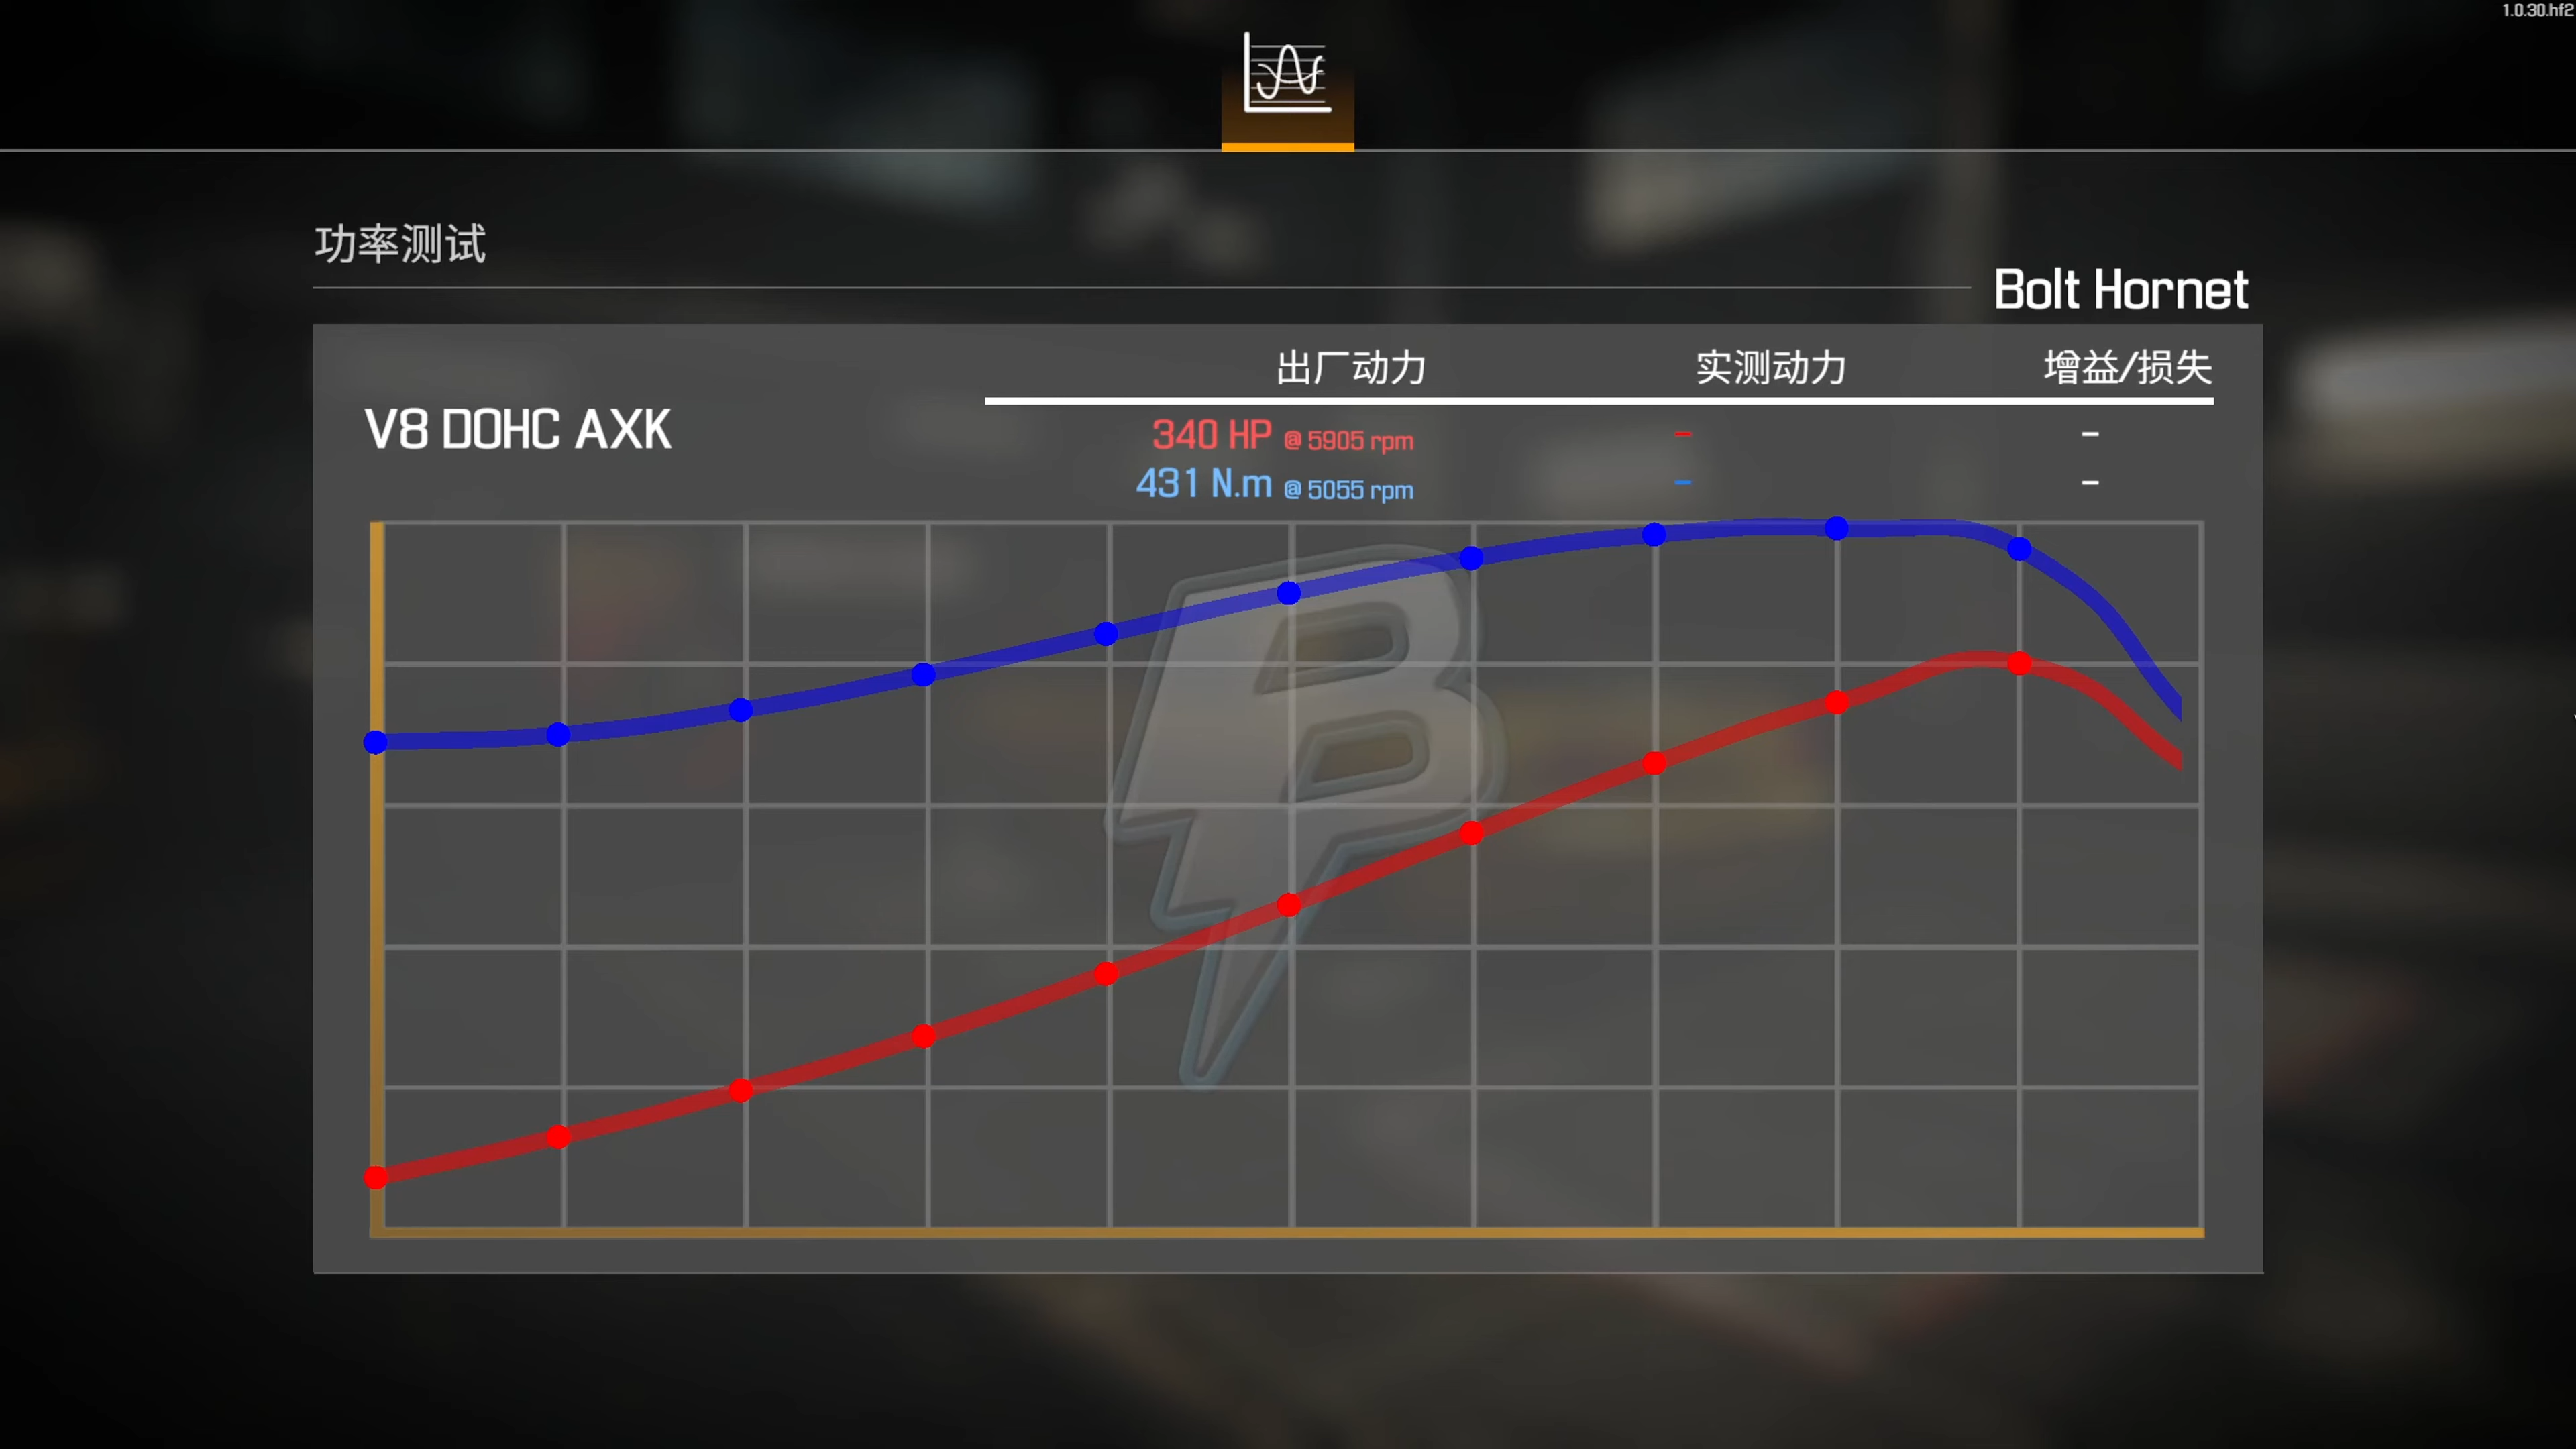 1.0.30.hf2
功率测试
Bolt Hornet
出厂动力 实测动力 增益/损失
V8 DOHC AXK
340 HP @ 5905 rpm - -
431 N.m @ 5055 rpm - -
B